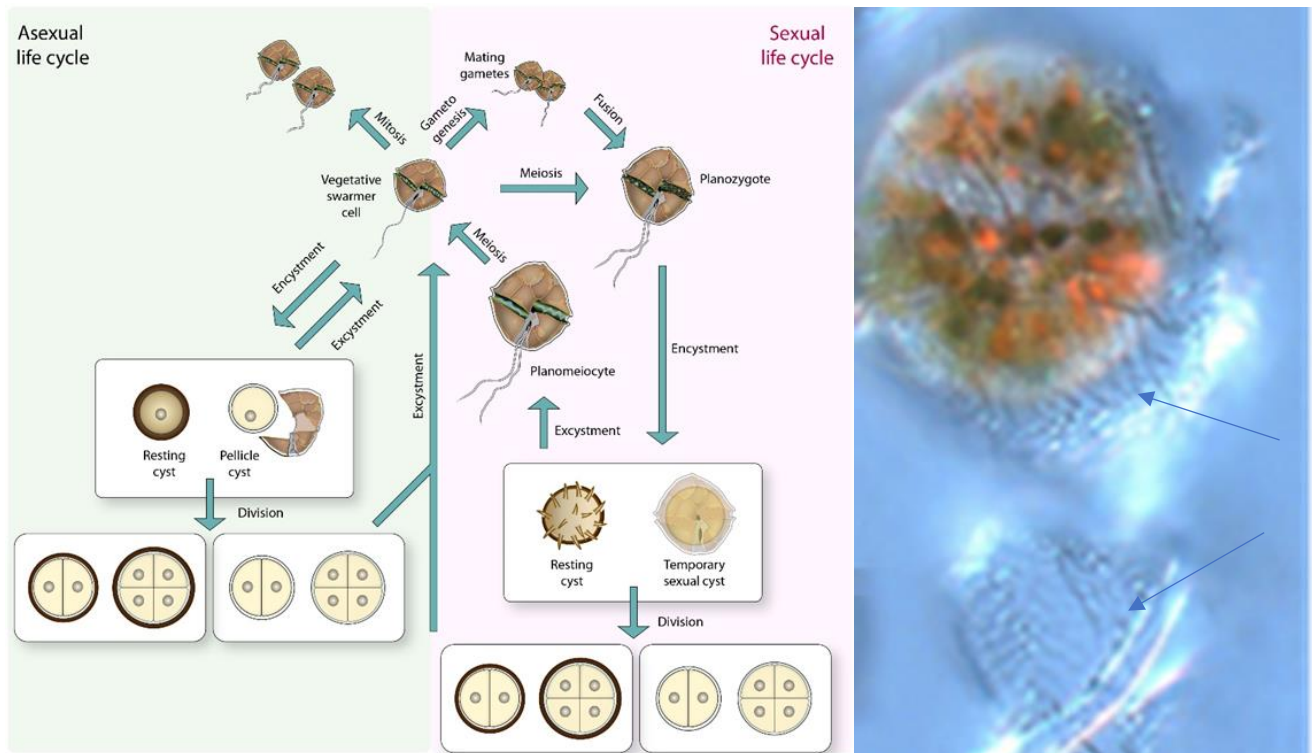 Asexual
life cycle
Sexual
life cycle
Mating
gametes
Mitosis
Gameto
genesis
Fusion
Vegetative
swarmer
cell
Meiosis
Planozygote
Meiosis
Encystment
Excystment
Planomeiocyte
Encystment
Excystment
Excystment
Resting
cyst
Pellicle
cyst
Division
Resting
cyst
Temporary
sexual cyst
Division